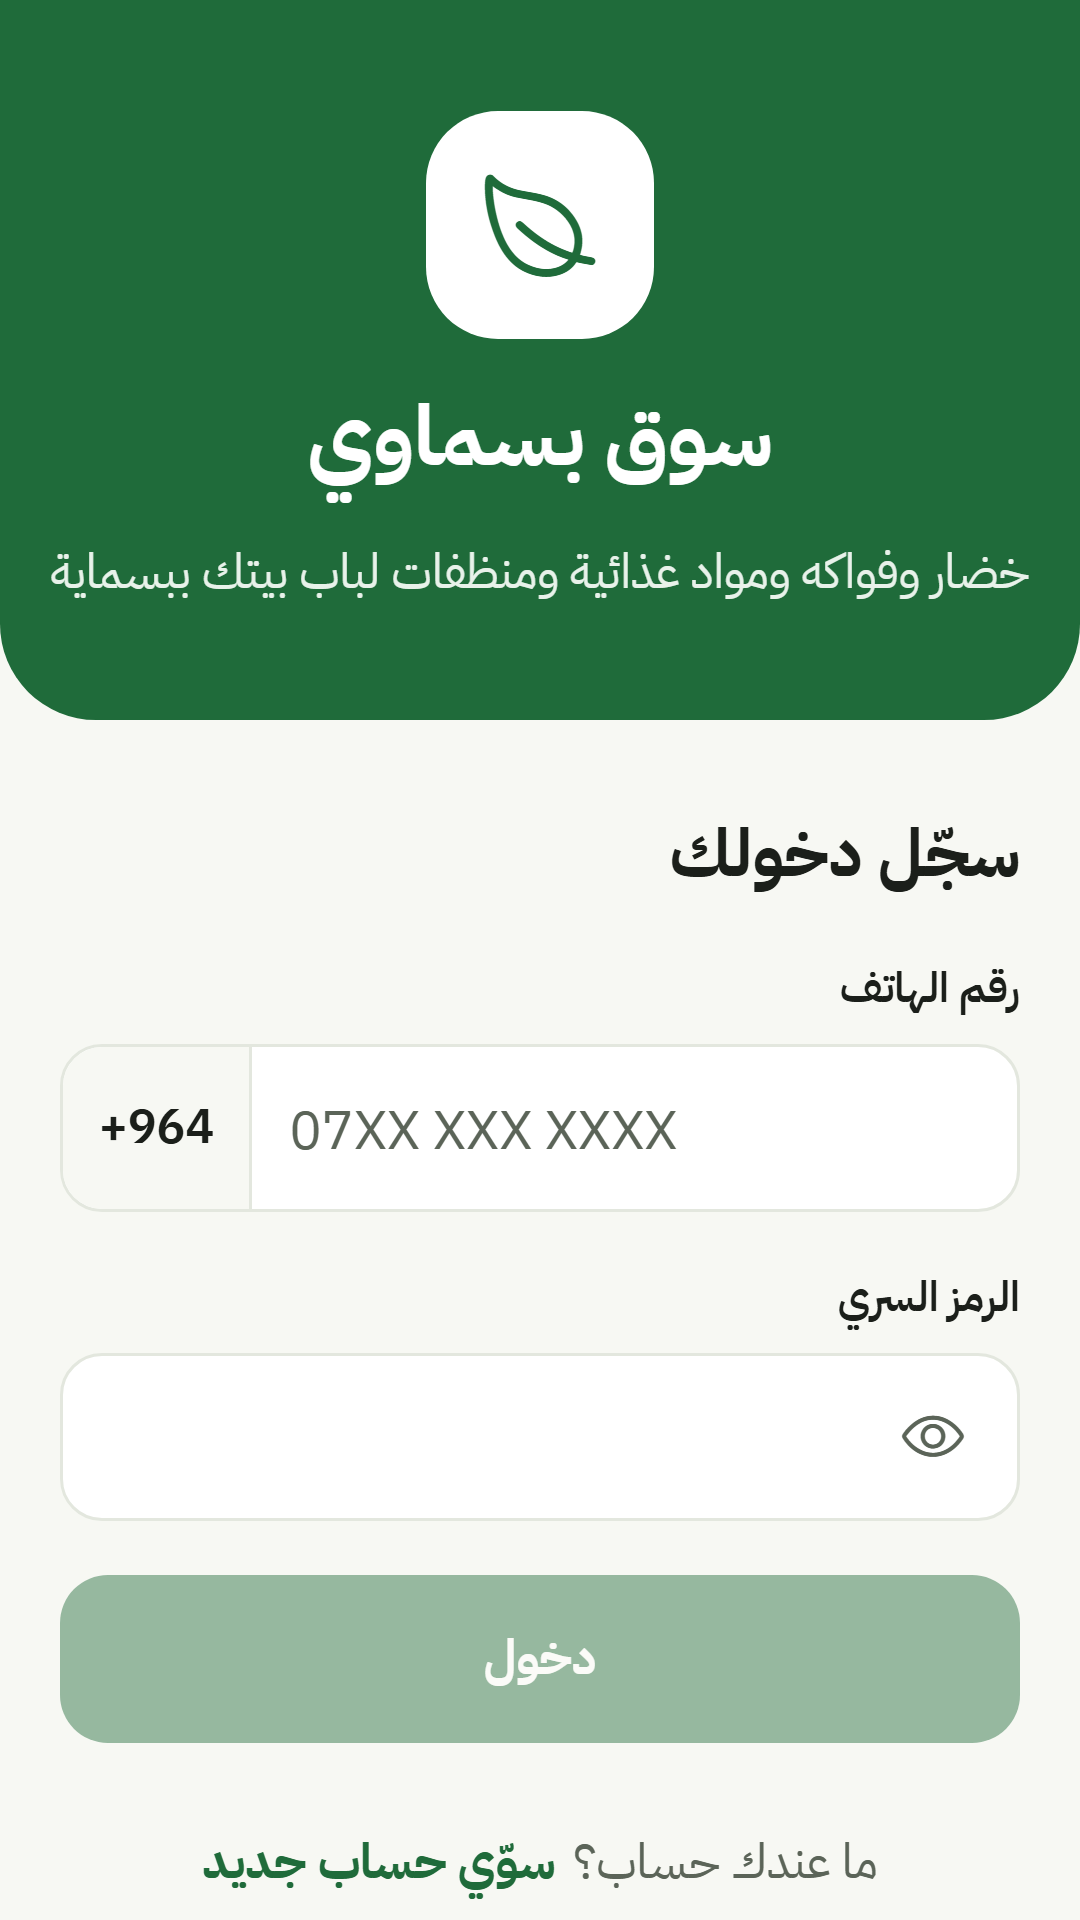 سوق بسماوي
خضار وفواكه ومواد غذائية ومنظفات لباب بيتك ببسماية
سجّل دخولك
رقم الهاتف
+964 07XX XXX XXXX
الرمز السري
دخول
ما عندك حساب؟ سوّي حساب جديد